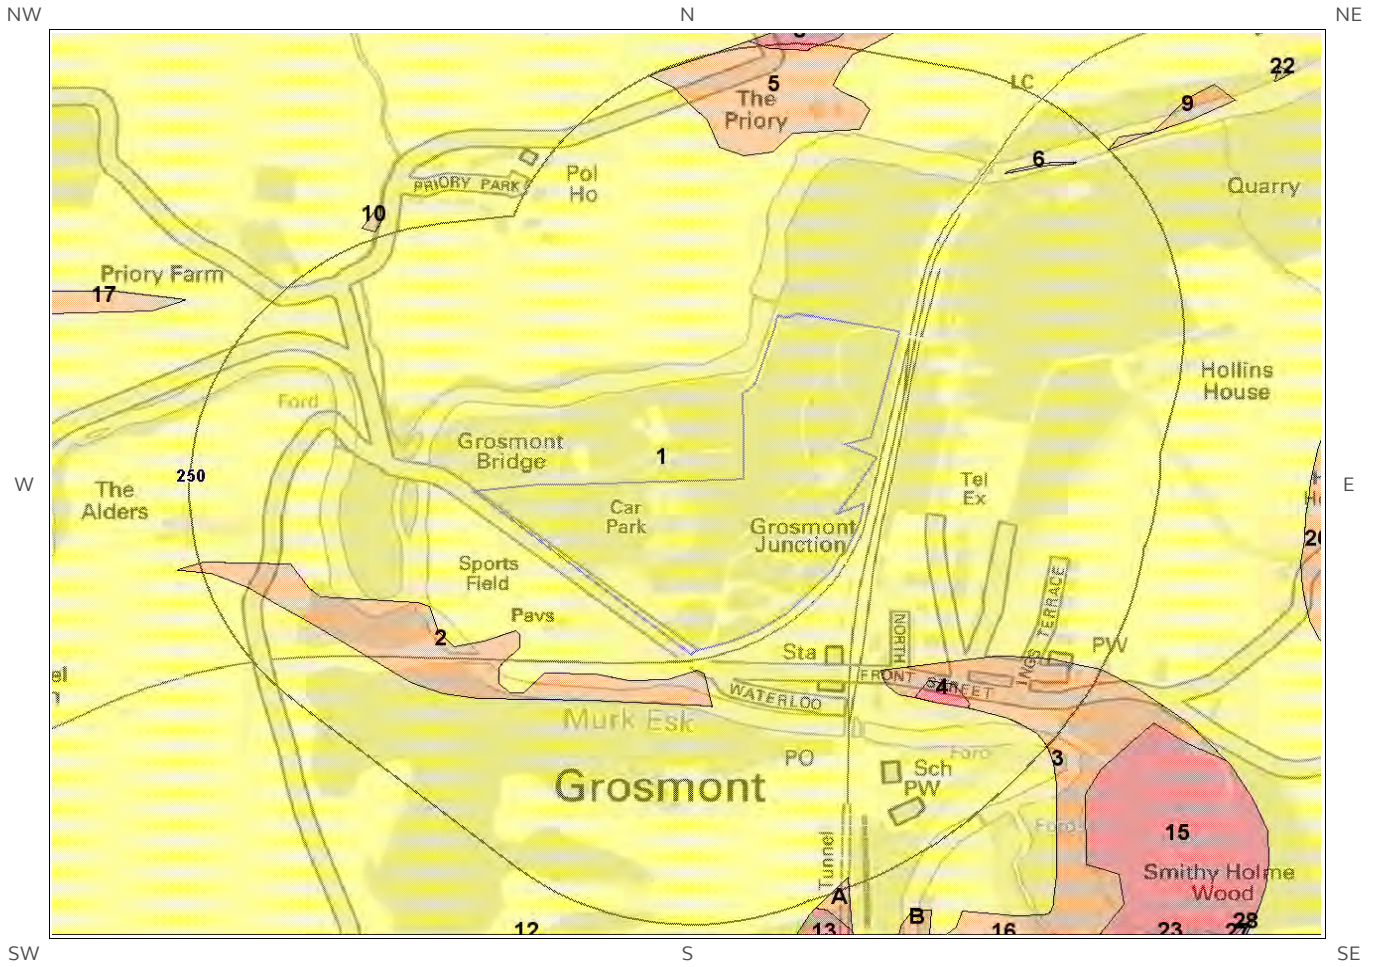 NW
N
NE
22
5
LC
9
The
Priory
6
Pol
Ho
PRIORY PARK
Quarry
10
Priory Farm
17
Hollins
House
Ford
Grosmont
Bridge
1
250
W
E
The
Alders
Tel
Ex
Car
Park
Grosmont
Junction
20
Sports
Field
TERRACE
Pavs
2
NORTH
Sta
PW
FRONT
STREET
4
WATERLOO
Murk Esk
PO
Ford
3
Sch
PW
Grosmont
Ford
15
Tunnel
Smithy Holme
Wood
A
B
12
13
16
23
28
27
SW
S
SE